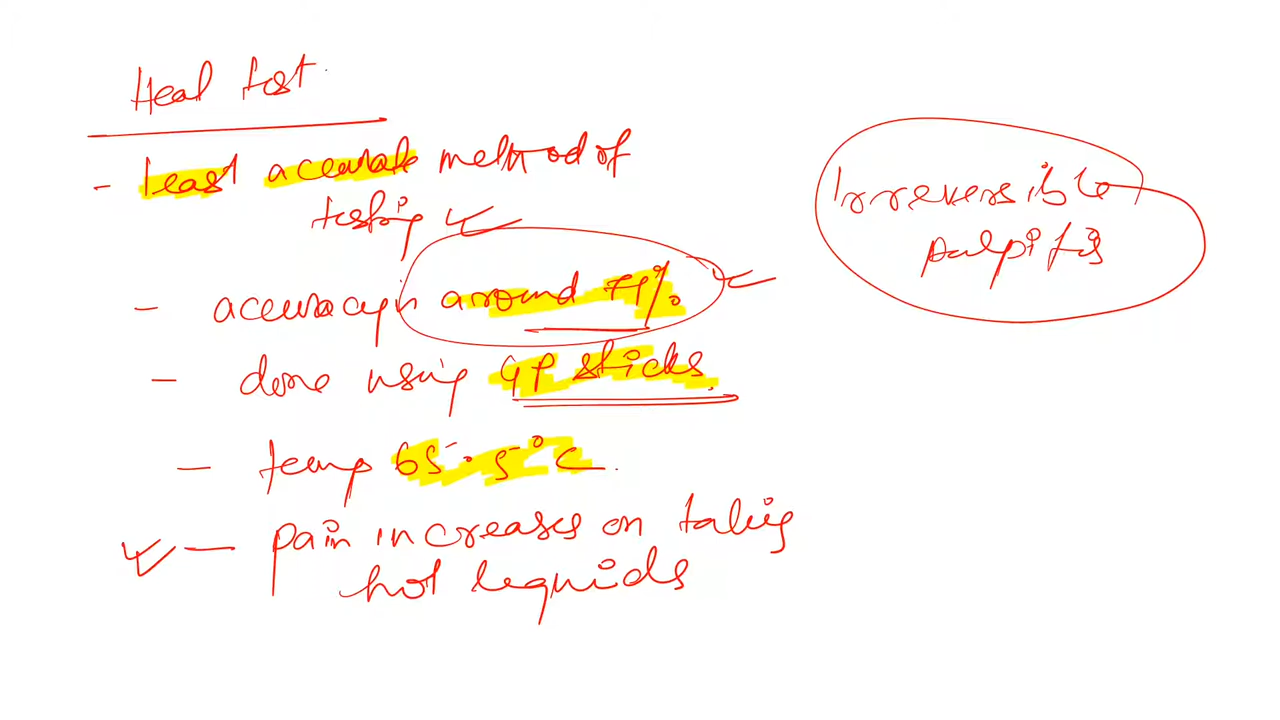 Heat test
- least accurate method of
testing
- accuracy is around 71%
- done using GP sticks.
- temp 65.5°C.
- pain increases on taking
hot liquids
Irreversible
pulpitis